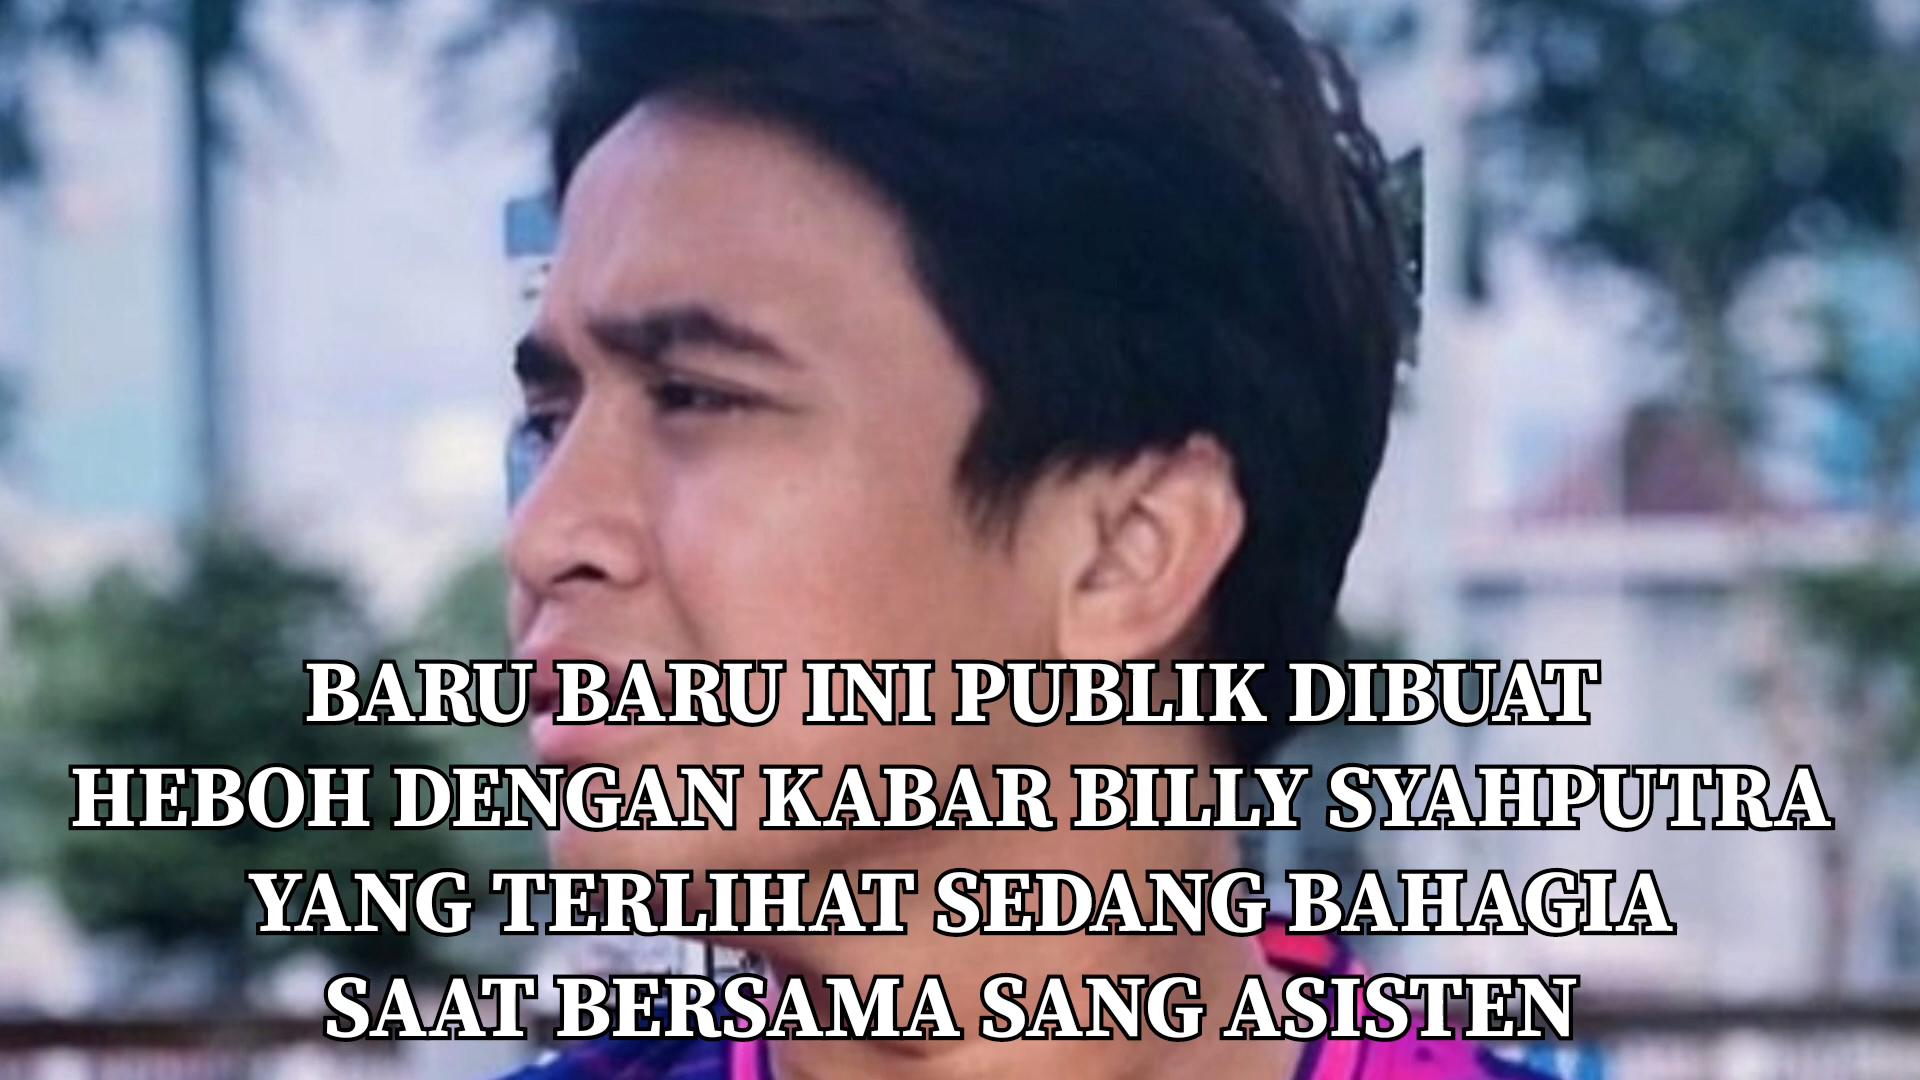 BARU BARU INI PUBLIK DIBUAT
HEBOH DENGAN KABAR BILLY SYAHPUTRA
YANG TERLIHAT SEDANG BAHAGIA
SAAT BERSAMA SANG ASISTEN